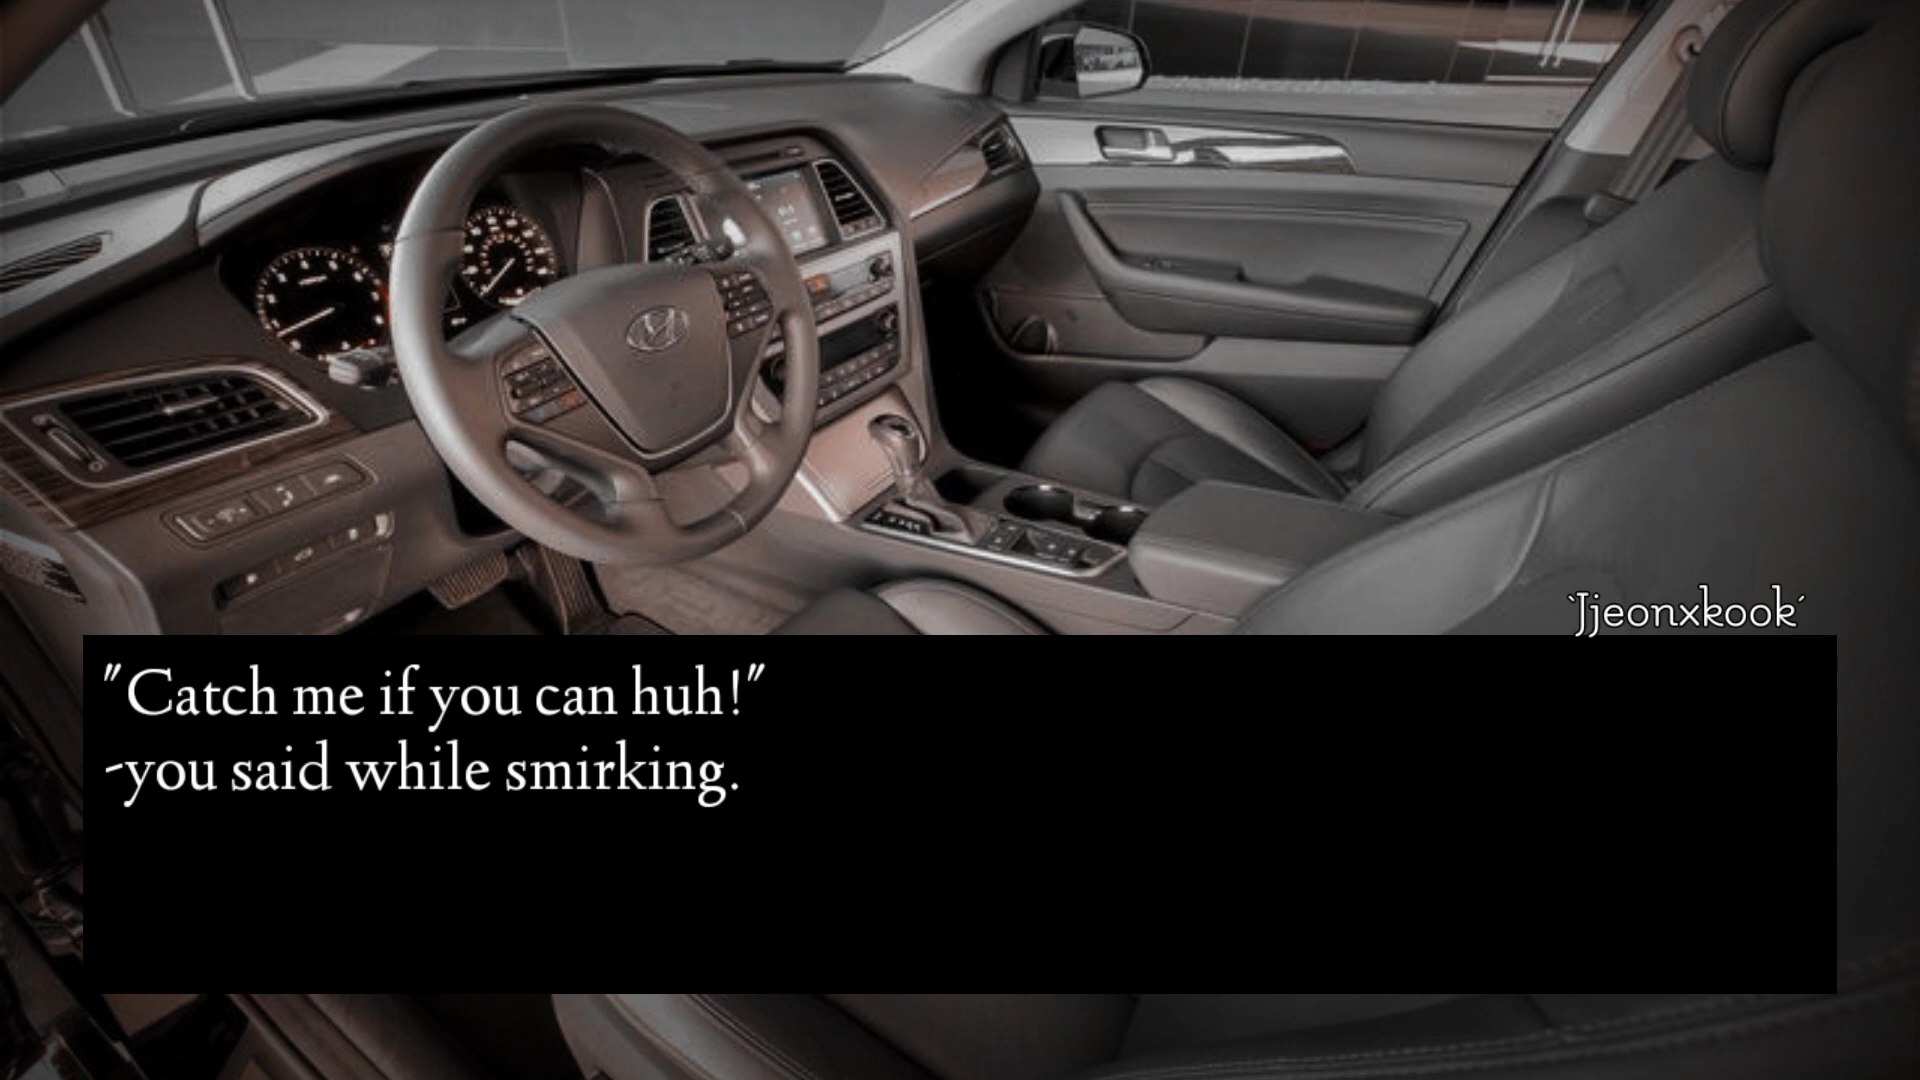 `Jjeonxkook´
"Catch me if you can huh!"
-you said while smirking.